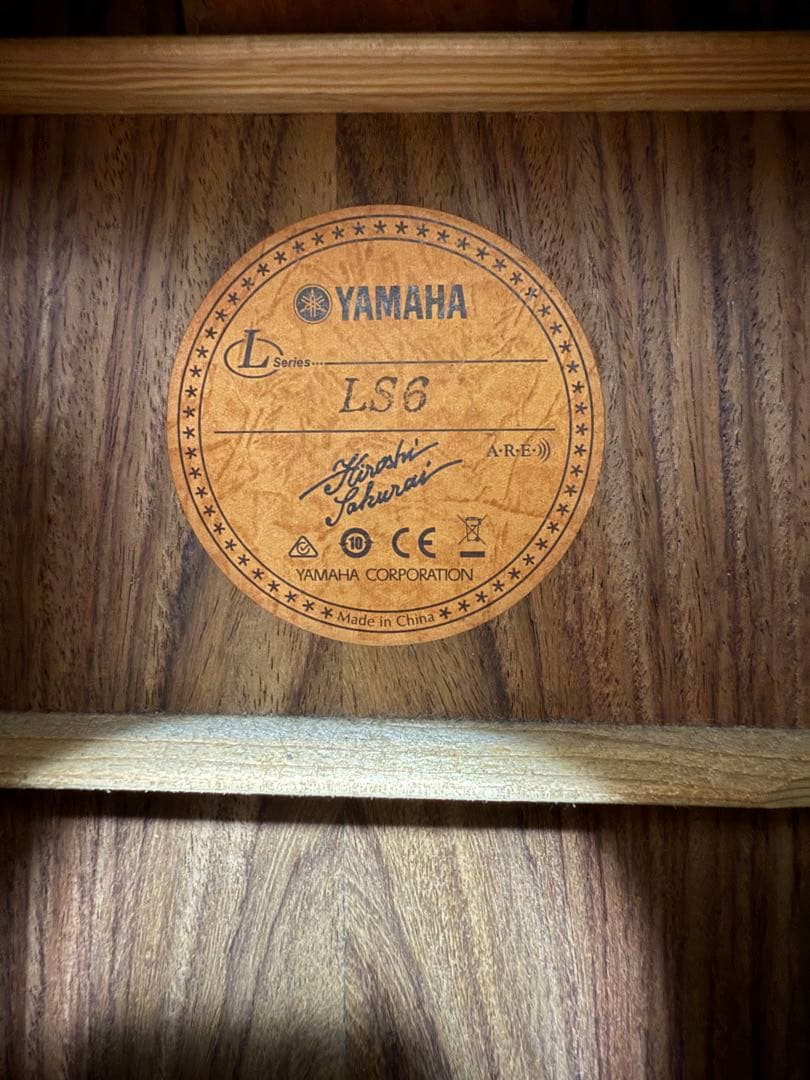 YAMAHA
L Series...
LS6
A·R·E·
Hiroshi
Sakurai
10 CE
YAMAHA CORPORATION
Made in China